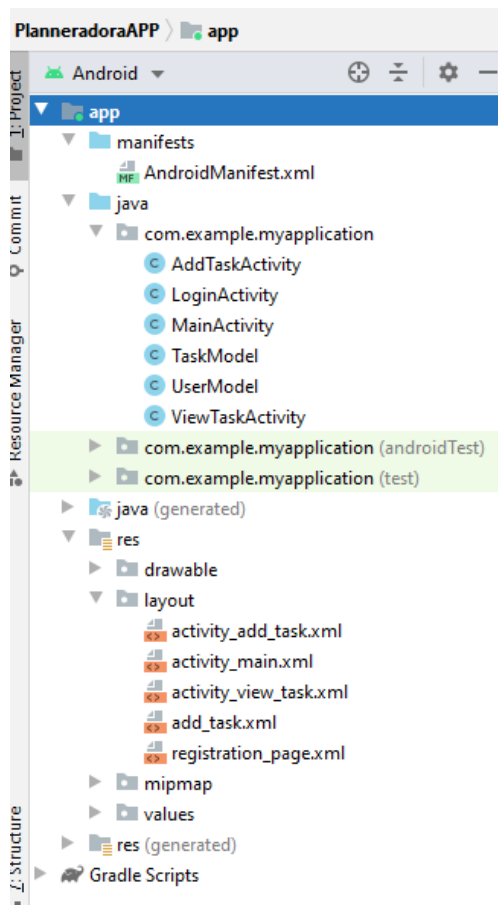 PlanneradoraAPP app
Android
app
manifests
MF AndroidManifest.xml
java
com.example.myapplication
C AddTaskActivity
C LoginActivity
C MainActivity
C TaskModel
C UserModel
C ViewTaskActivity
com.example.myapplication (androidTest)
com.example.myapplication (test)
java (generated)
res
drawable
layout
activity_add_task.xml
activity_main.xml
activity_view_task.xml
add_task.xml
registration_page.xml
mipmap
values
res (generated)
Gradle Scripts
1: Project
Commit
Resource Manager
7: Structure